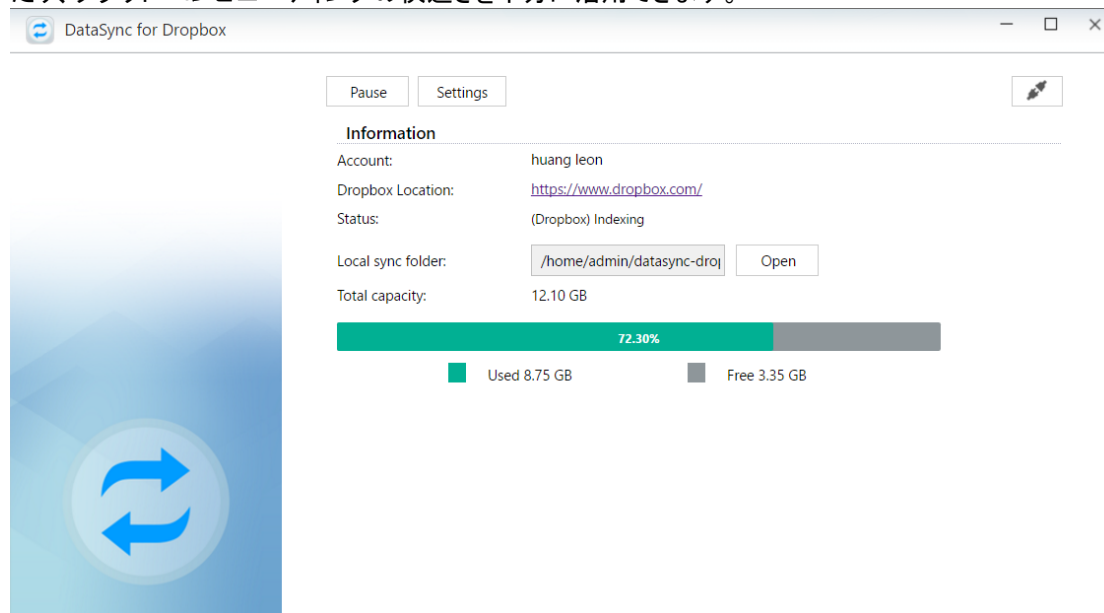 DataSync for Dropbox
Pause Settings
Information
Account: huang leon
Dropbox Location: https://www.dropbox.com/
Status: (Dropbox) Indexing
Local sync folder: /home/admin/datasync-drop Open
Total capacity: 12.10 GB
72.30%
Used 8.75 GB Free 3.35 GB